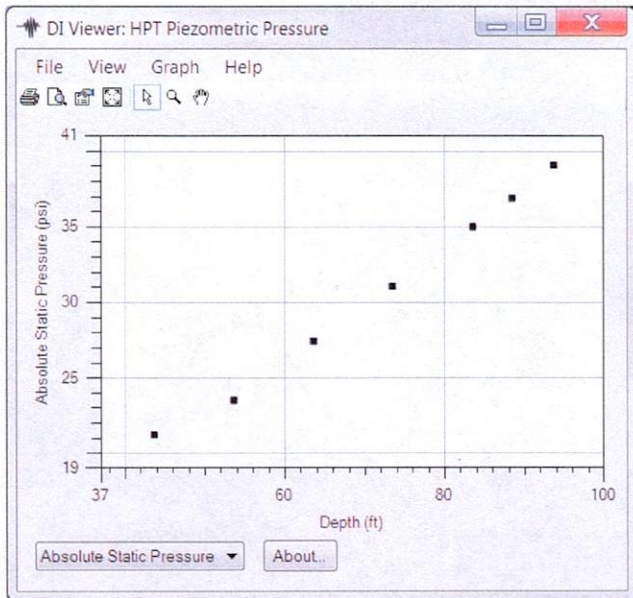 DI Viewer: HPT Piezometric Pressure
File View Graph Help
41
35
30
25
19
Absolute Static Pressure (psi)
37 60 80 100
Depth (ft)
Absolute Static Pressure
About...